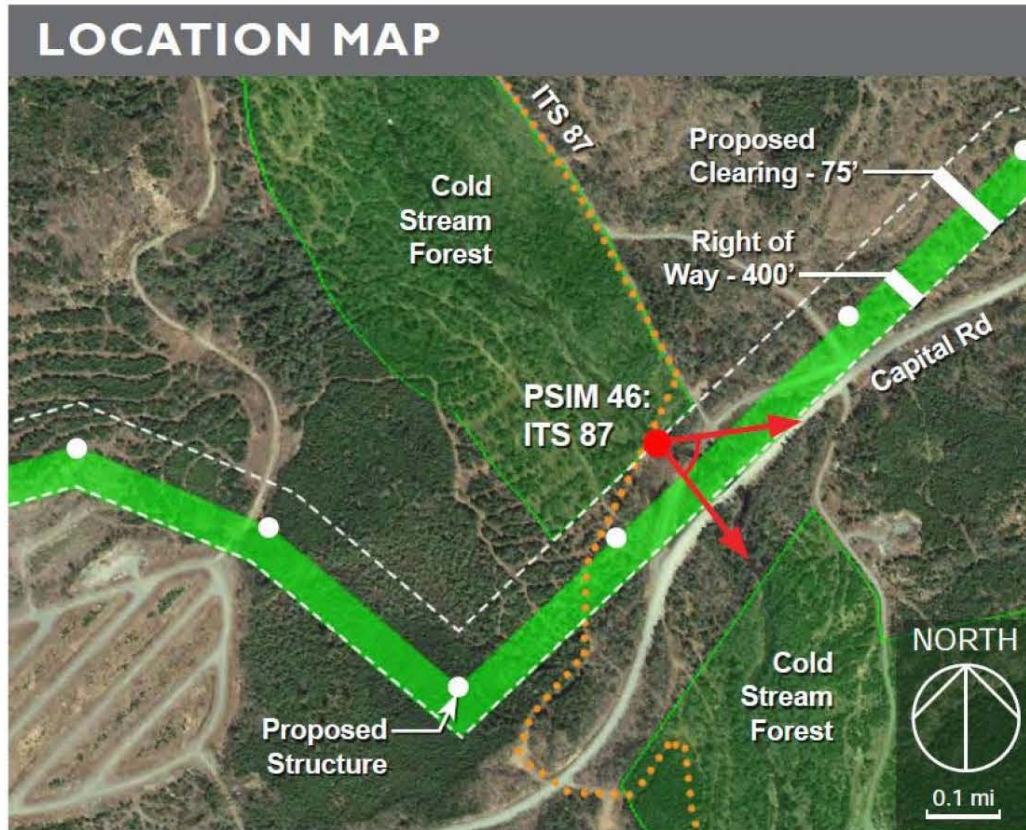 LOCATION MAP
ITS 87
Cold
Stream
Forest
Proposed
Clearing - 75'
Right of
Way - 400'
Capital Rd
PSIM 46:
ITS 87
Proposed
Structure
Cold
Stream
Forest
NORTH
0.1 mi